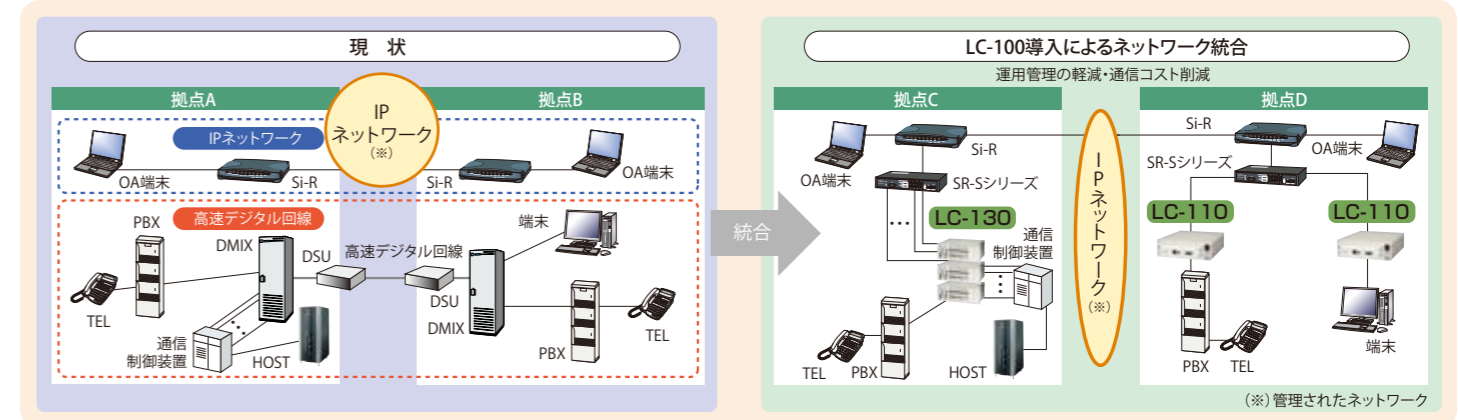 現 状
拠点A
拠点B
IP
ネットワーク
(※)
IPネットワーク
OA端末
Si-R
Si-R
OA端末
高速デジタル回線
PBX
DMIX
DSU
高速デジタル回線
端末
TEL
DSU
DMIX
TEL
通信
制御装置
HOST
PBX
統合
LC-100導入によるネットワーク統合
運用管理の軽減・通信コスト削減
拠点C
拠点D
Si-R
Si-R
OA端末
OA端末
SR-Sシリーズ
SR-Sシリーズ
LC-130
LC-110
LC-110
通信
制御装置
IPネットワーク
(※)
TEL
PBX
HOST
PBX
TEL
端末
(※)管理されたネットワーク